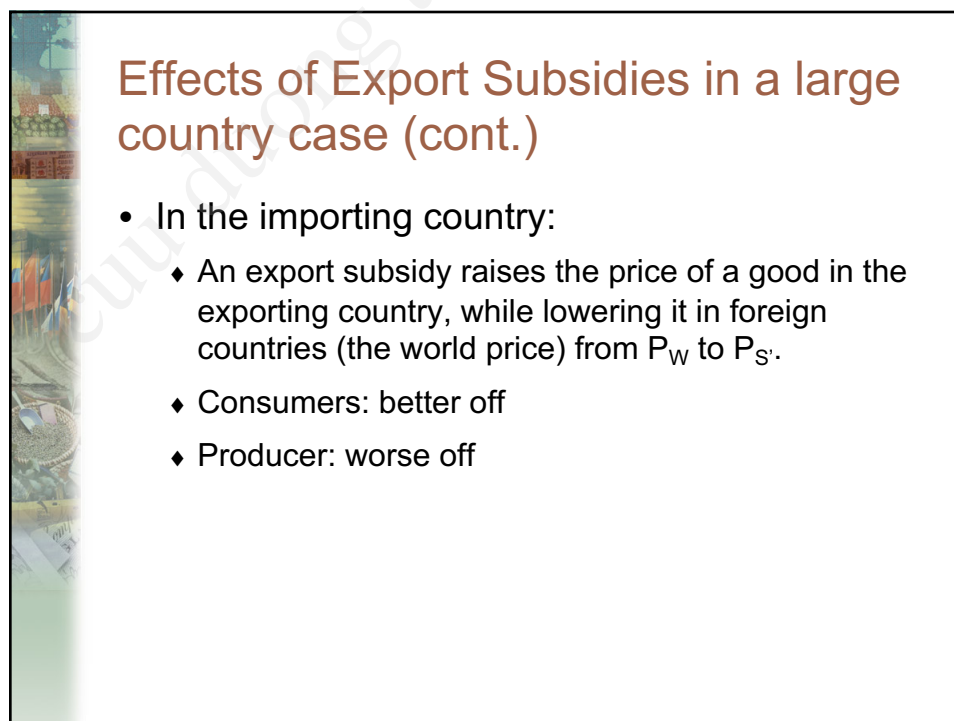 Effects of Export Subsidies in a large
country case (cont.)
• In the importing country:
♦ An export subsidy raises the price of a good in the
exporting country, while lowering it in foreign
countries (the world price) from PW to PS'.
♦ Consumers: better off
♦ Producer: worse off
cuu duong